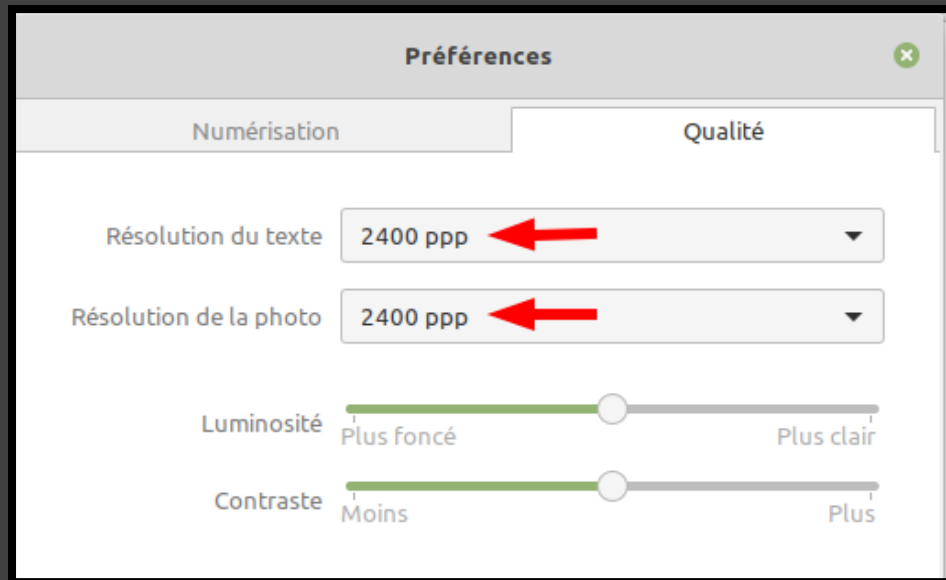 Préférences
Numérisation Qualité
Résolution du texte 2400 ppp
Résolution de la photo 2400 ppp
Luminosité
Plus foncé Plus clair
Contraste
Moins Plus